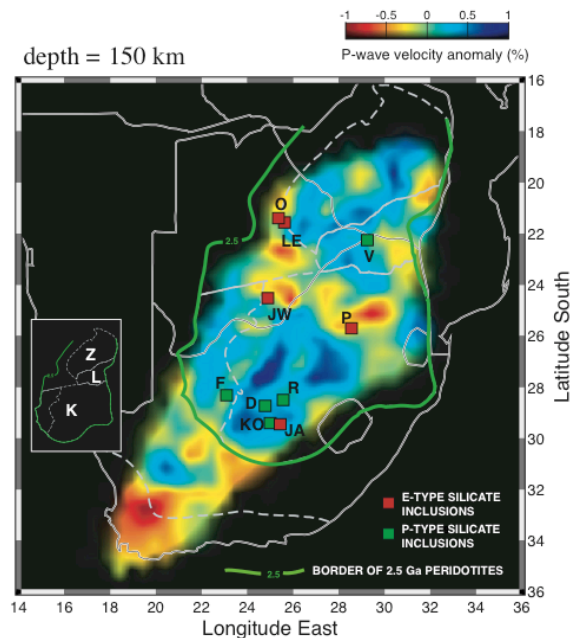 -1 -0.5 0 0.5 1
P-wave velocity anomaly (%)
depth = 150 km
16
18
20
22
24
26
28
30
32
34
36
Latitude South
2.5
O
LE
V
JW
P
F
D
R
KO
JA
Z
L
K
E-TYPE SILICATE
INCLUSIONS
P-TYPE SILICATE
INCLUSIONS
2.5 BORDER OF 2.5 Ga PERIDOTITES
14 16 18 20 22 24 26 28 30 32 34 36
Longitude East